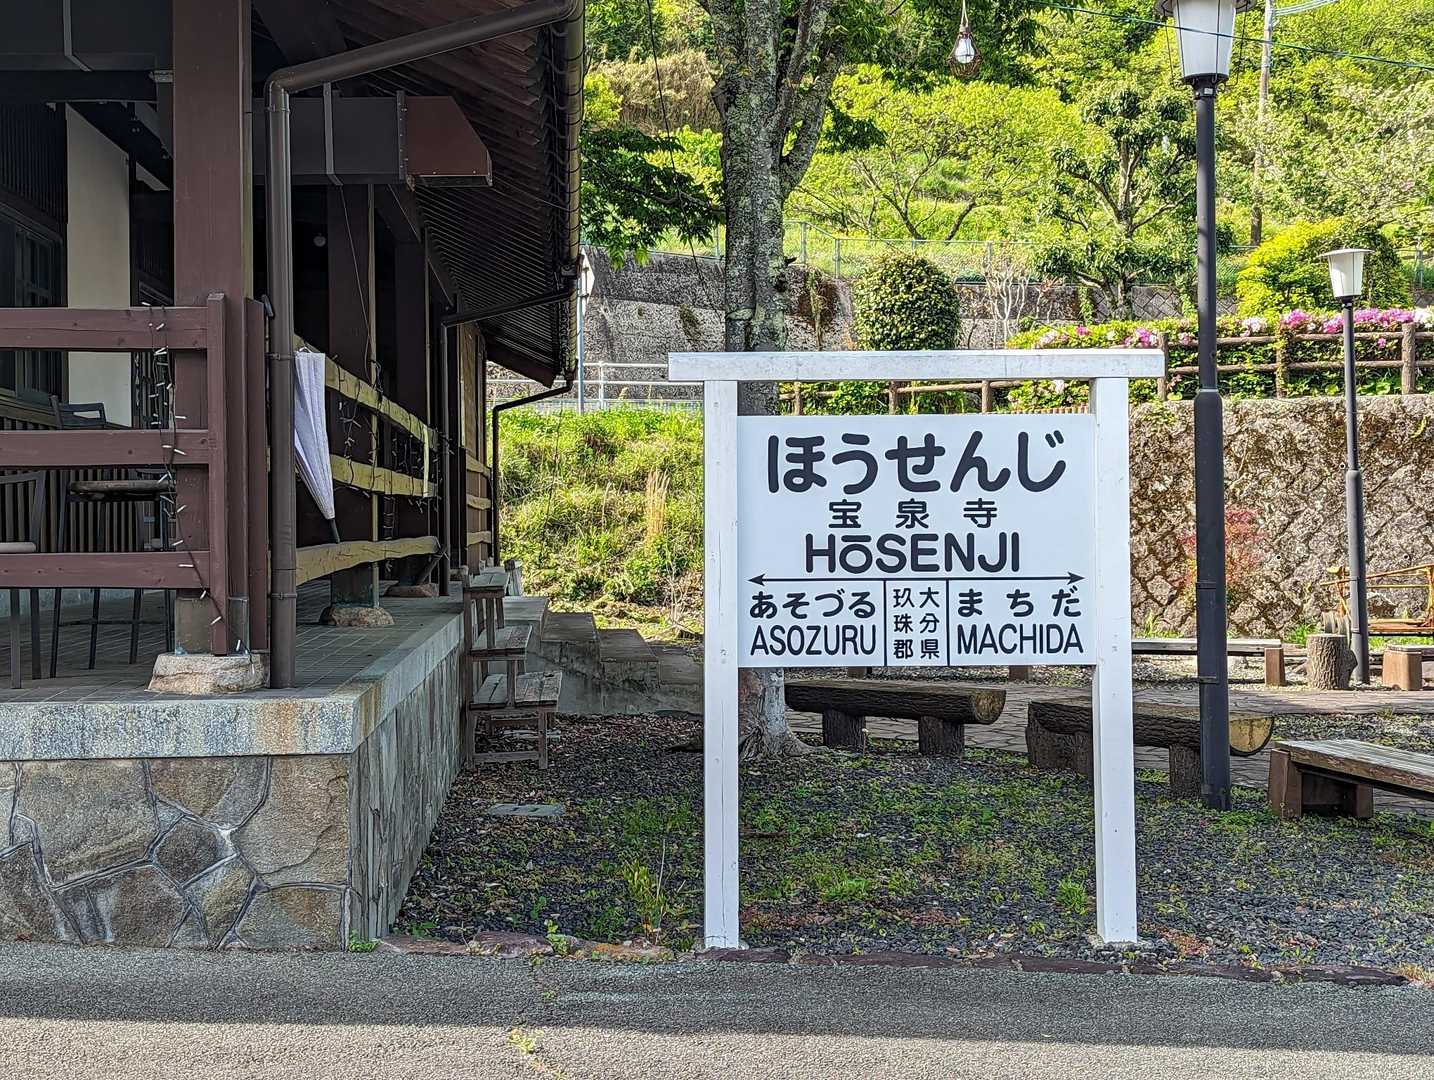 ほうせんじ
宝泉寺
HōSENJI
あそづる
ASOZURU
大分県
玖珠郡
まちだ
MACHIDA